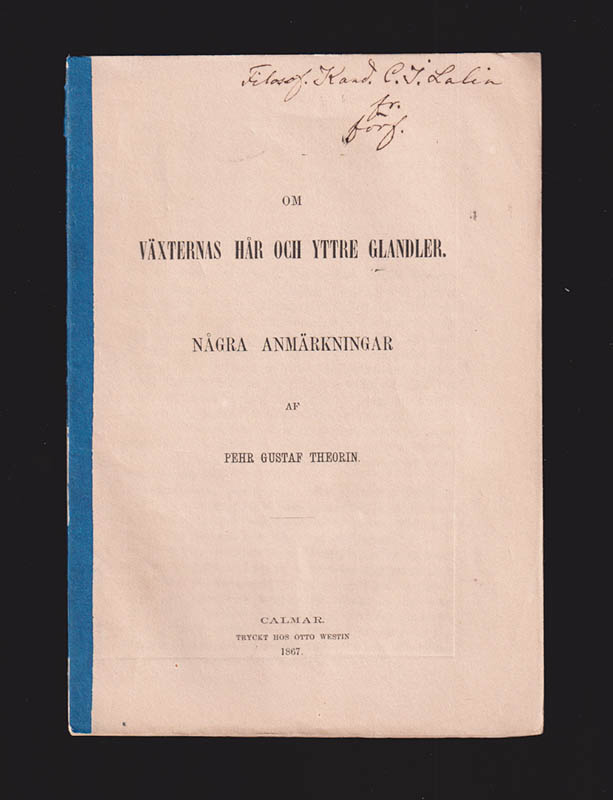 Filosof. Kand. C. J. Lalin
fr.
förf.
OM
VÄXTERNAS HÅR OCH YTTRE GLANDLER.
NÅGRA ANMÄRKNINGAR
AF
PEHR GUSTAF THEORIN.
CALMAR.
TRYCKT HOS OTTO WESTIN
1867.